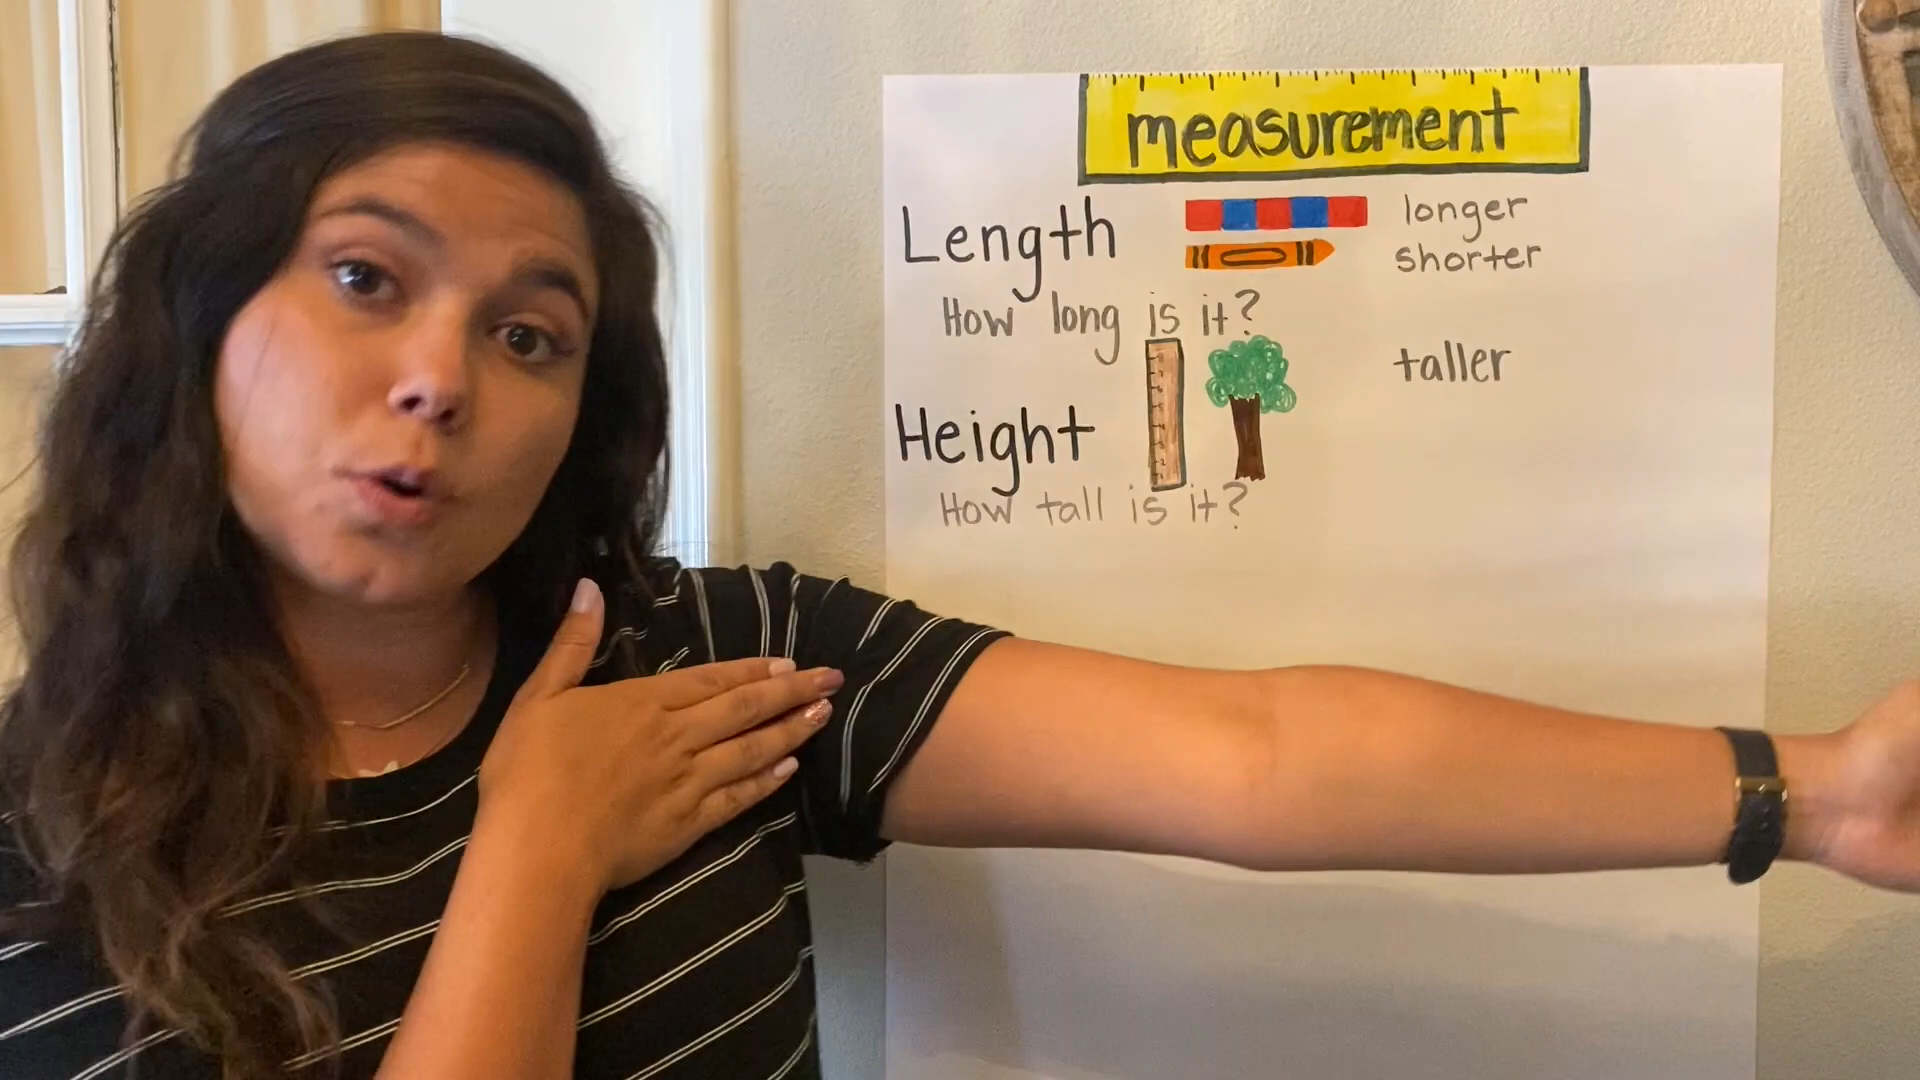 measurement
Length longer
shorter
How long is it?
taller
Height
How tall is it?